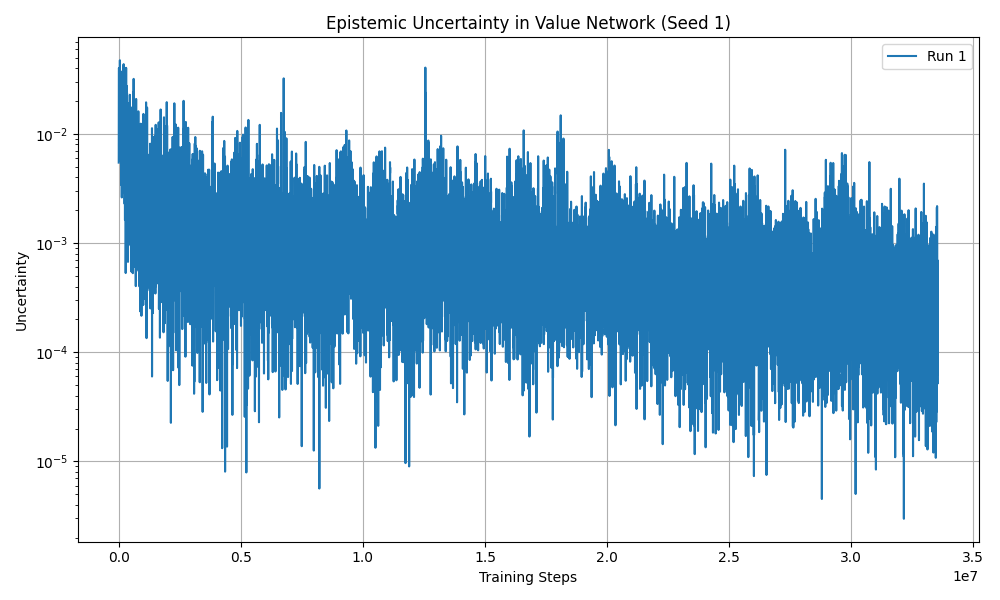 Epistemic Uncertainty in Value Network (Seed 1)
Run 1
Uncertainty
10⁻²
10⁻³
10⁻⁴
10⁻⁵
0.0 0.5 1.0 1.5 2.0 2.5 3.0 3.5
1e7
Training Steps